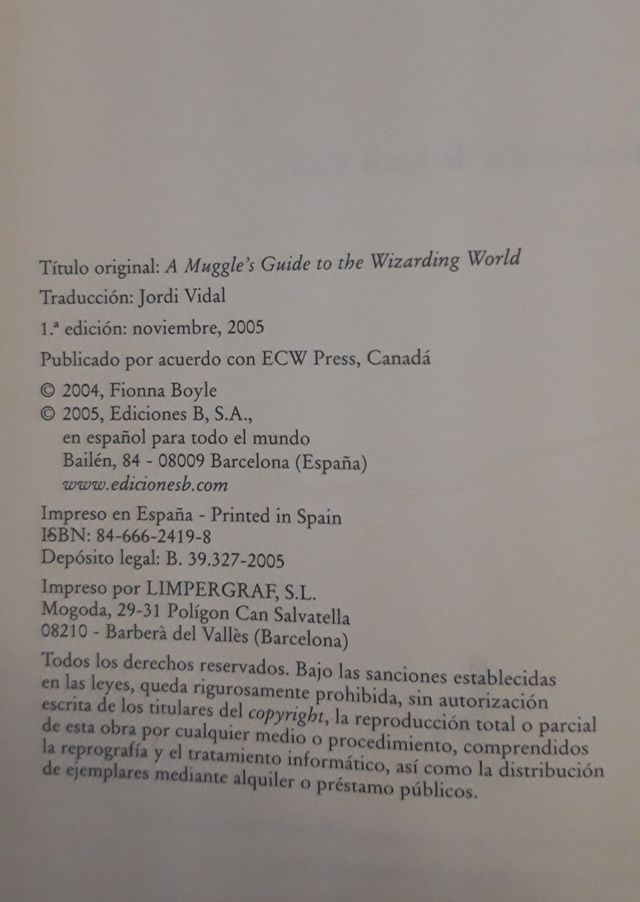 Título original: A Muggle's Guide to the Wizarding World
Traducción: Jordi Vidal
1.ª edición: noviembre, 2005
Publicado por acuerdo con ECW Press, Canadá
© 2004, Fionna Boyle
© 2005, Ediciones B, S.A.,
en español para todo el mundo
Bailén, 84 - 08009 Barcelona (España)
www.edicionesb.com
Impreso en España - Printed in Spain
ISBN: 84-666-2419-8
Depósito legal: B. 39.327-2005
Impreso por LIMPERGRAF, S.L.
Mogoda, 29-31 Polígon Can Salvatella
08210 - Barberà del Vallès (Barcelona)
Todos los derechos reservados. Bajo las sanciones establecidas
en las leyes, queda rigurosamente prohibida, sin autorización
escrita de los titulares del copyright, la reproducción total o parcial
de esta obra por cualquier medio o procedimiento, comprendidos
la reprografía y el tratamiento informático, así como la distribución
de ejemplares mediante alquiler o préstamo públicos.